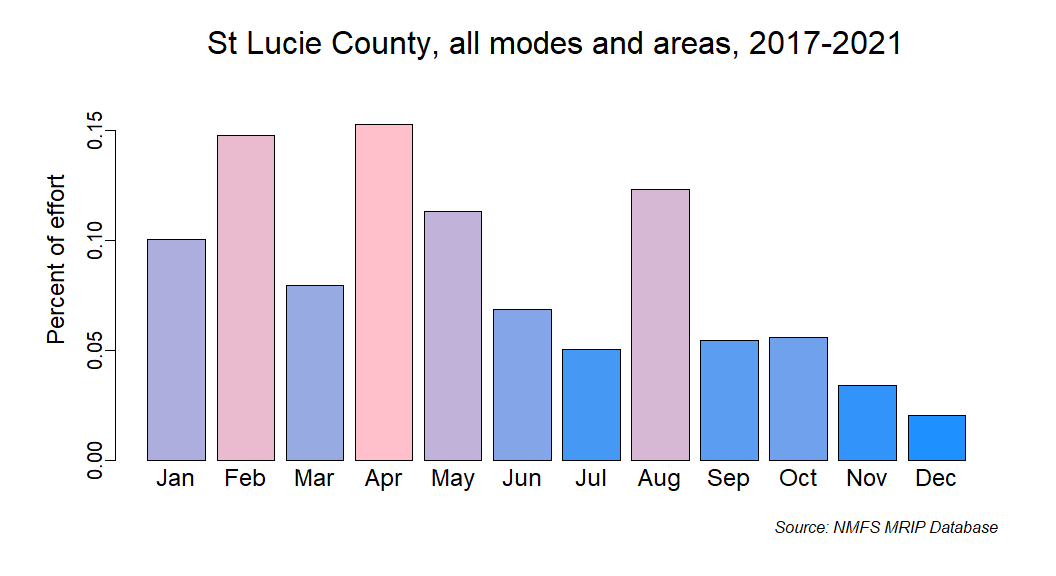 St Lucie County, all modes and areas, 2017-2021
Percent of effort
0.15
0.10
0.05
0.00
Jan Feb Mar Apr May Jun Jul Aug Sep Oct Nov Dec
Source: NMFS MRIP Database